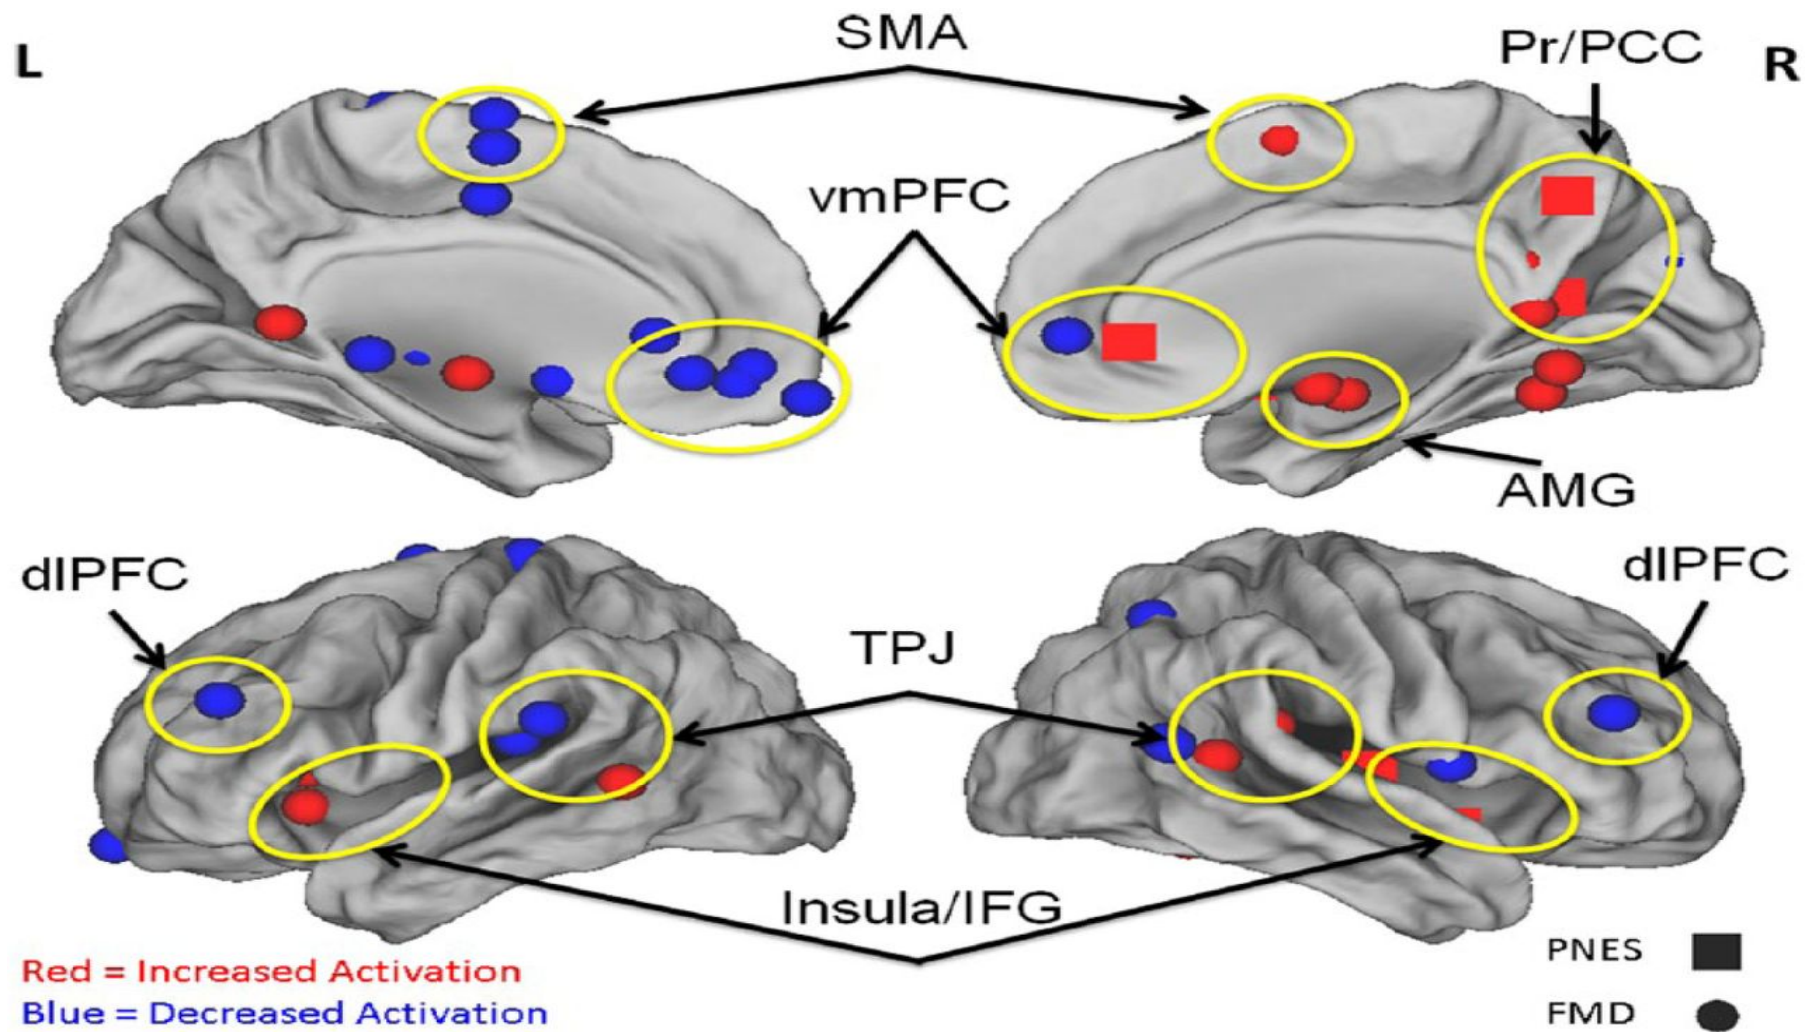 L
SMA
Pr/PCC
R
vmPFC
AMG
dlPFC
dlPFC
TPJ
Insula/IFG
Red = Increased Activation
Blue = Decreased Activation
PNES
FMD